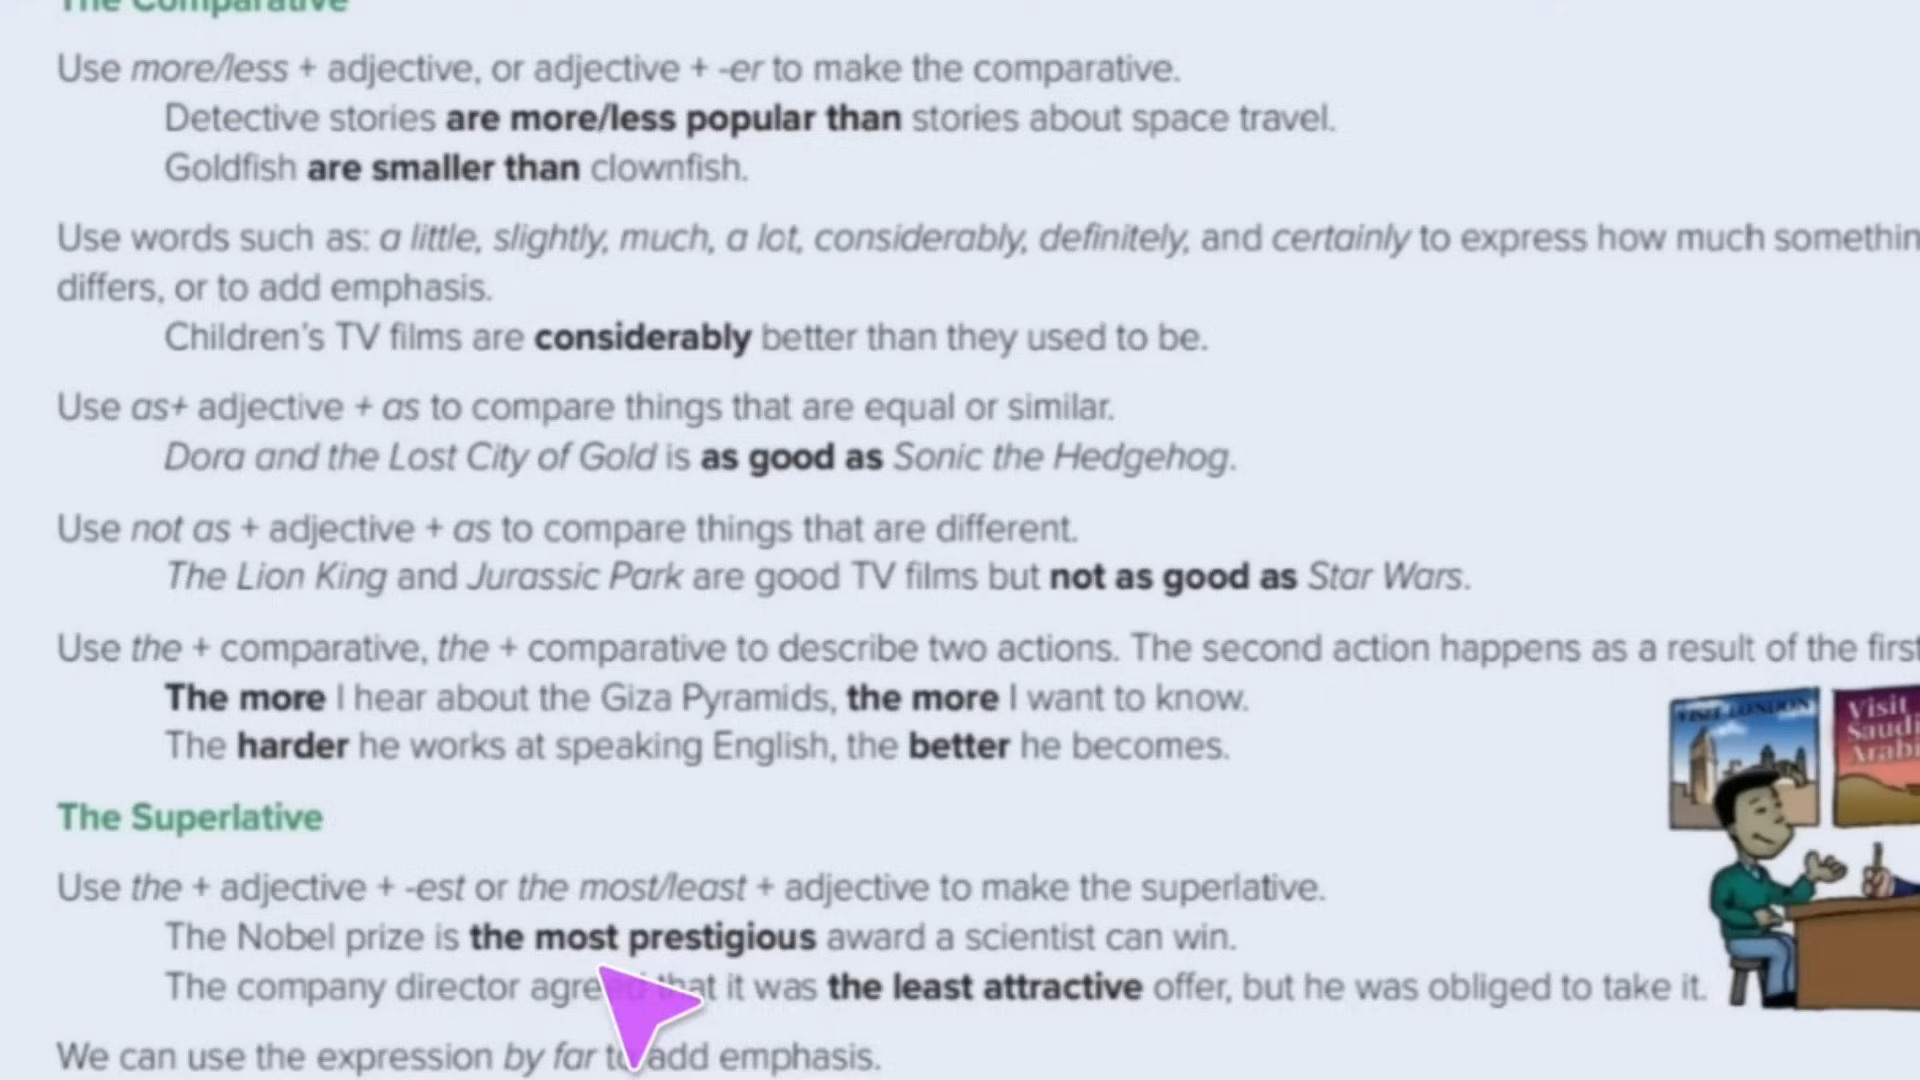 The Comparative
Use more/less + adjective, or adjective + -er to make the comparative.
Detective stories are more/less popular than stories about space travel.
Goldfish are smaller than clownfish.
Use words such as: a little, slightly, much, a lot, considerably, definitely, and certainly to express how much somethin
differs, or to add emphasis.
Children's TV films are considerably better than they used to be.
Use as+ adjective + as to compare things that are equal or similar.
Dora and the Lost City of Gold is as good as Sonic the Hedgehog.
Use not as + adjective + as to compare things that are different.
The Lion King and Jurassic Park are good TV films but not as good as Star Wars.
Use the + comparative, the + comparative to describe two actions. The second action happens as a result of the first
The more I hear about the Giza Pyramids, the more I want to know.
The harder he works at speaking English, the better he becomes.
VISIT LONDON
Visit
Saudi
Arabi
The Superlative
Use the + adjective + -est or the most/least + adjective to make the superlative.
The Nobel prize is the most prestigious award a scientist can win.
The company director agreed that it was the least attractive offer, but he was obliged to take it.
We can use the expression by far to add emphasis.